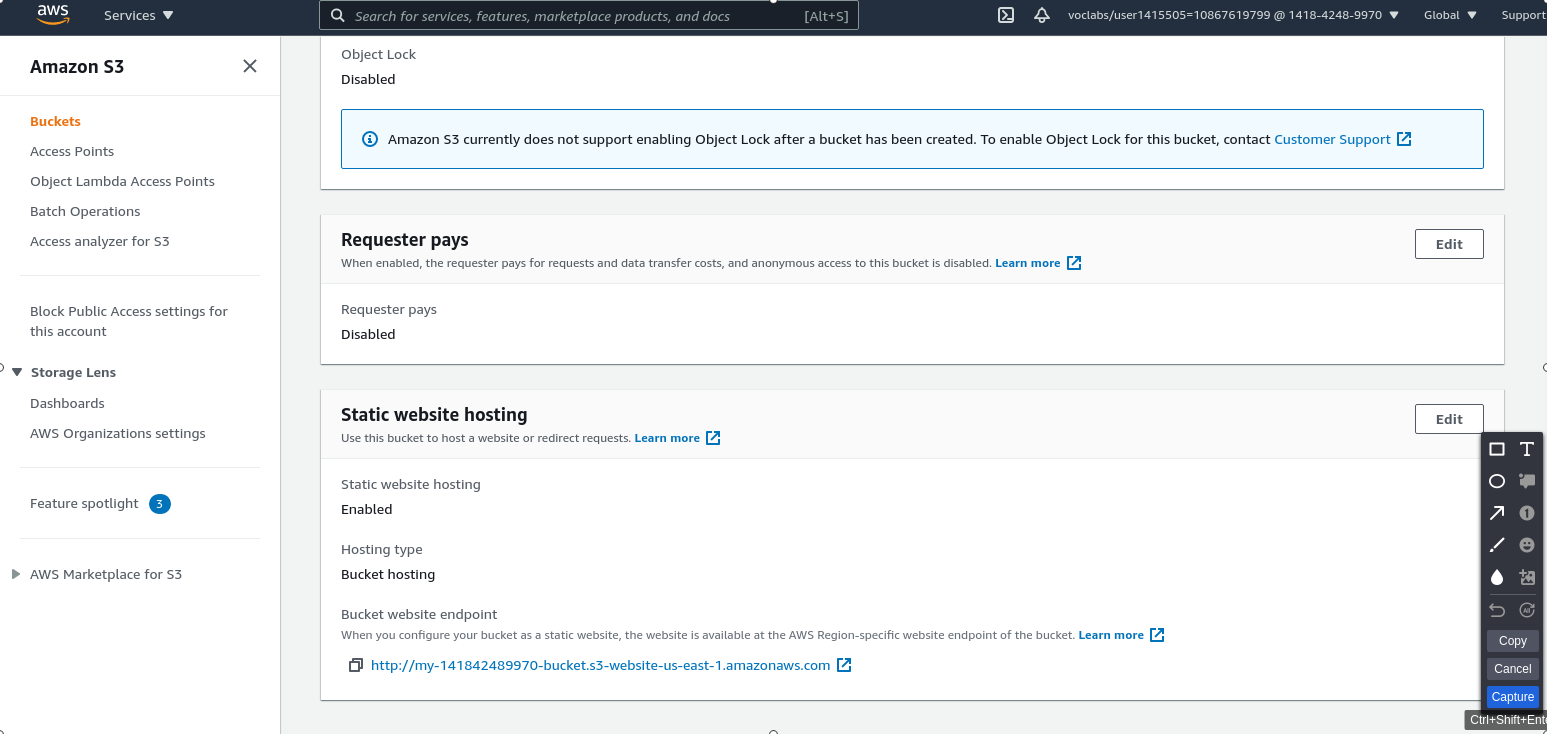 aws
Services
Search for services, features, marketplace products, and docs
[Alt+S]
voclabs/user1415505=10867619799 @ 1418-4248-9970
Global
Support
Amazon S3
Buckets
Access Points
Object Lambda Access Points
Batch Operations
Access analyzer for S3
Block Public Access settings for
this account
Storage Lens
Dashboards
AWS Organizations settings
Feature spotlight 3
AWS Marketplace for S3
Object Lock
Disabled
Amazon S3 currently does not support enabling Object Lock after a bucket has been created. To enable Object Lock for this bucket, contact Customer Support
Requester pays
Edit
When enabled, the requester pays for requests and data transfer costs, and anonymous access to this bucket is disabled. Learn more
Requester pays
Disabled
Static website hosting
Edit
Use this bucket to host a website or redirect requests. Learn more
Static website hosting
Enabled
Hosting type
Bucket hosting
Bucket website endpoint
When you configure your bucket as a static website, the website is available at the AWS Region-specific website endpoint of the bucket. Learn more
http://my-141842489970-bucket.s3-website-us-east-1.amazonaws.com
T
1
All
Copy
Cancel
Capture
Ctrl+Shift+Ente